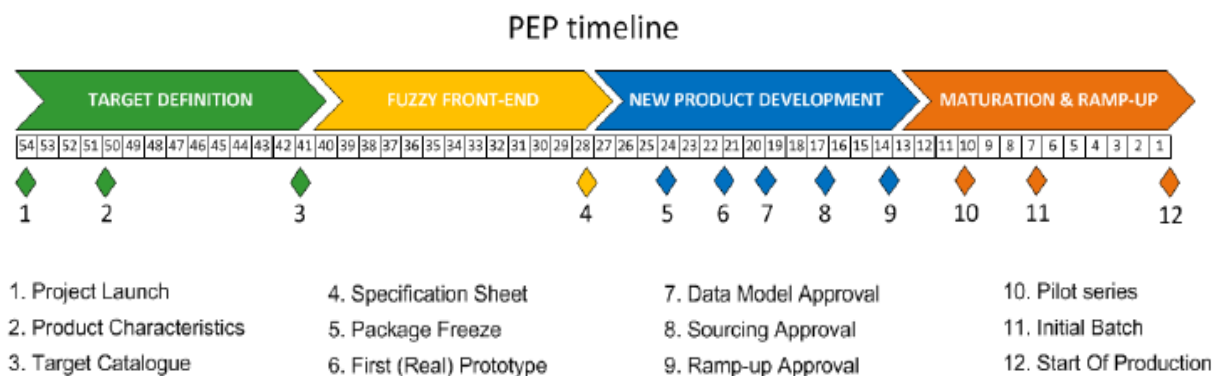 PEP timeline
TARGET DEFINITION FUZZY FRONT-END NEW PRODUCT DEVELOPMENT MATURATION & RAMP-UP
54 53 52 51 50 49 48 47 46 45 44 43 42 41 40 39 38 37 36 35 34 33 32 31 30 29 28 27 26 25 24 23 22 21 20 19 18 17 16 15 14 13 12 11 10 9 8 7 6 5 4 3 2 1
1 2 3 4 5 6 7 8 9 10 11 12
1. Project Launch 4. Specification Sheet 7. Data Model Approval 10. Pilot series
2. Product Characteristics 5. Package Freeze 8. Sourcing Approval 11. Initial Batch
3. Target Catalogue 6. First (Real) Prototype 9. Ramp-up Approval 12. Start Of Production